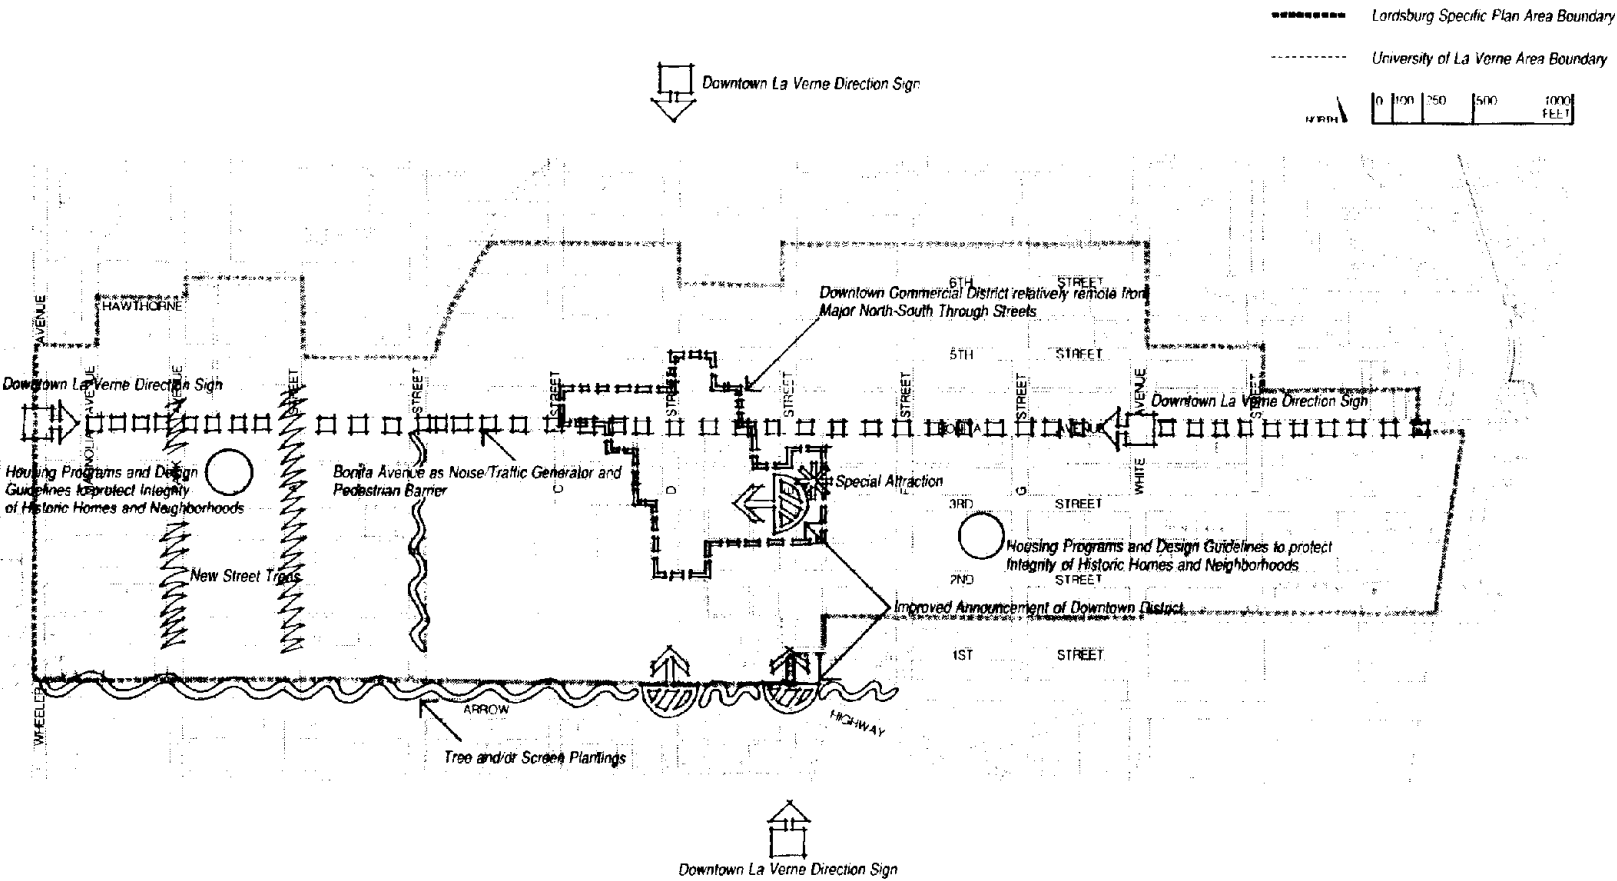 Lordsburg Specific Plan Area Boundary
University of La Verne Area Boundary
NORTH
0 100 250 500 1000
FEET
Downtown La Verne Direction Sign
6TH STREET
Downtown Commercial District relatively remote from
Major North-South Through Streets
AVENUE
HAWTHORNE
5TH STREET
Downtown La Verne Direction Sign
AVENUE
AVENUE
STREET
STREET
STREET
STREET
STREET
STREET
STREET
AVENUE
STREET
Downtown La Verne Direction Sign
BONITA AVENUE
MAGNOLIA
Housing Programs and Design
Guidelines to protect Integrity
of Historic Homes and Neighborhoods
Bonita Avenue as Noise/Traffic Generator and
Pedestrian Barrier
Special Attraction
C
D
E
F
G
WHITE
3RD STREET
Housing Programs and Design Guidelines to protect
Integrity of Historic Homes and Neighborhoods
New Street Trees
2ND STREET
Improved Announcement of Downtown District
1ST STREET
WHEELER
ARROW
HIGHWAY
Tree and/or Screen Plantings
Downtown La Verne Direction Sign